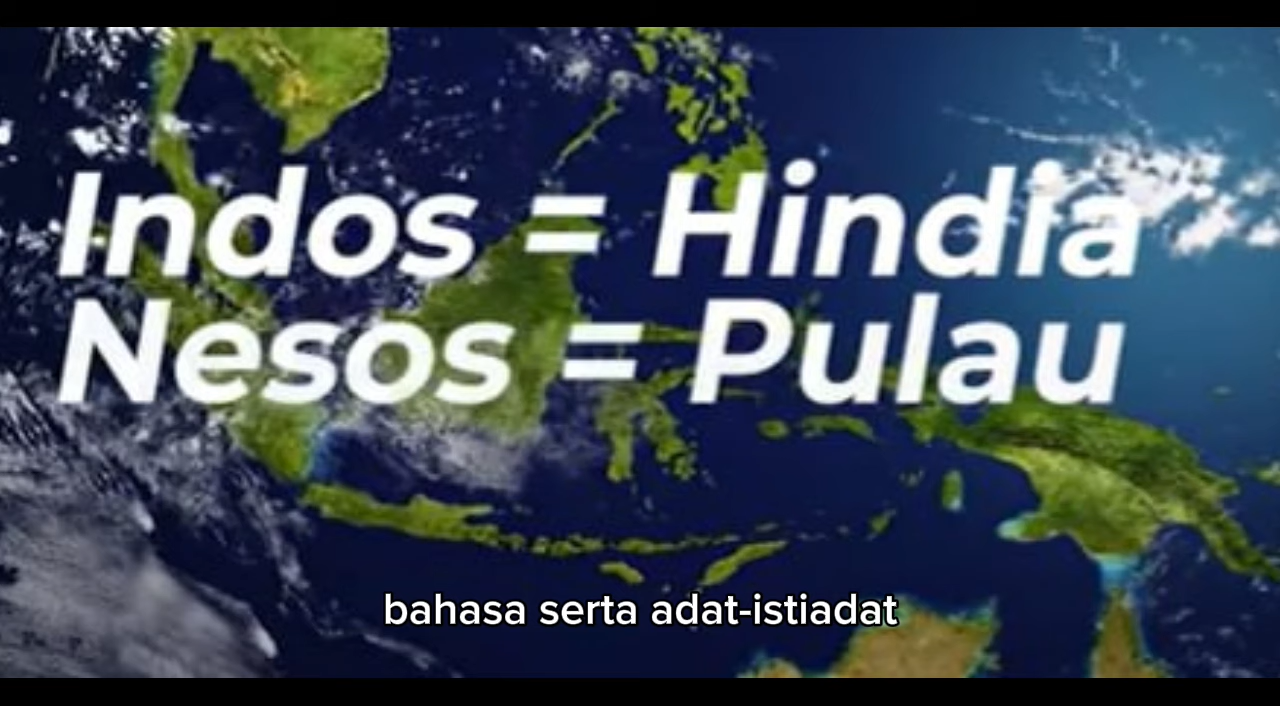 Indos = Hindia
Nesos = Pulau
bahasa serta adat-istiadat